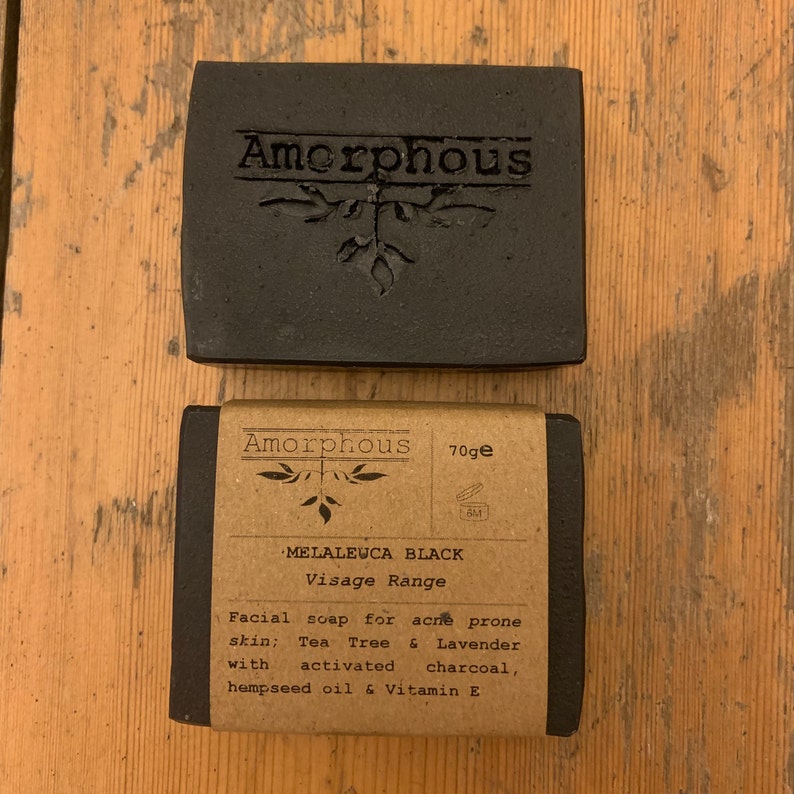 Amorphous
Amorphous
70g℮
6M
MELALEUCA BLACK
Visage Range
Facial soap for acne prone
skin; Tea Tree & Lavender
with activated charcoal,
hempseed oil & Vitamin E